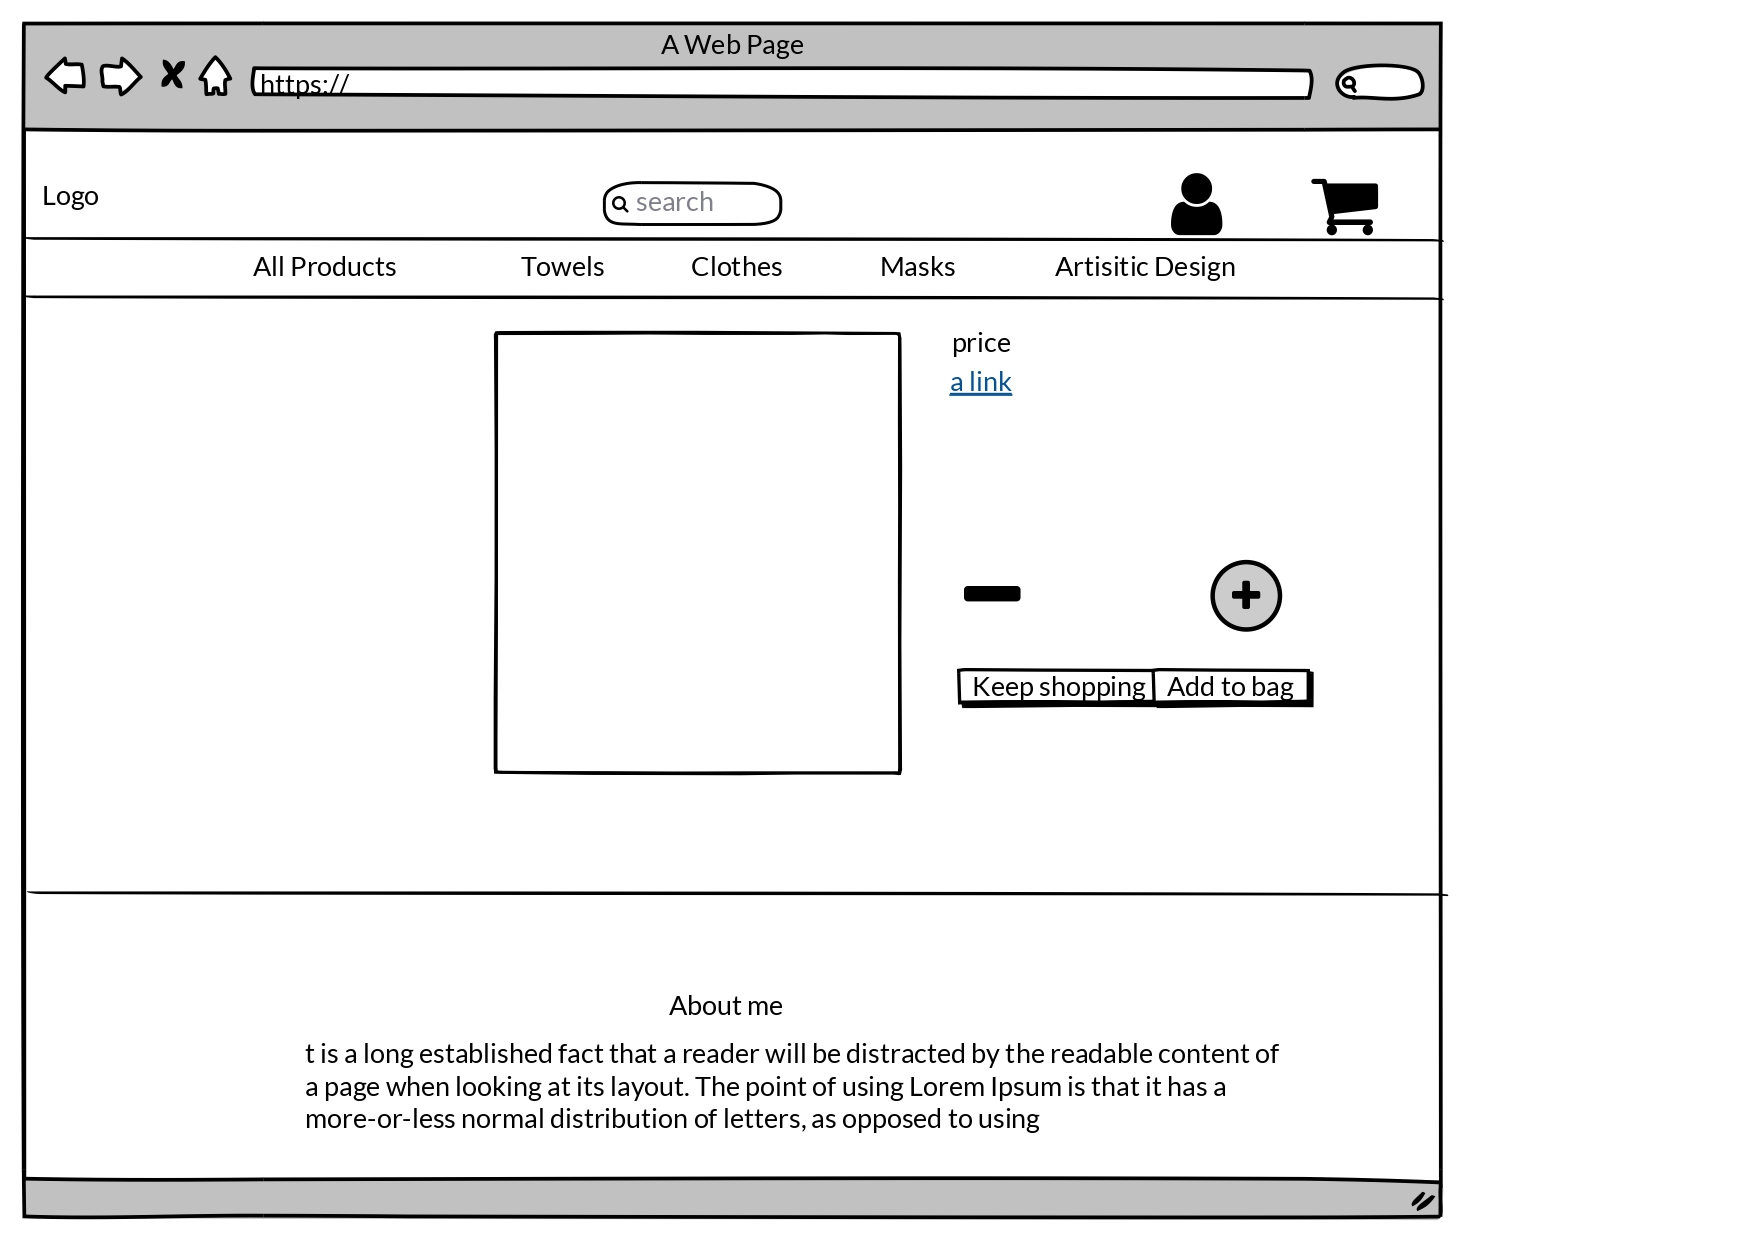 A Web Page
https://
Logo
search
All Products Towels Clothes Masks Artisitic Design
price
a link
Keep shopping Add to bag
About me
t is a long established fact that a reader will be distracted by the readable content of
a page when looking at its layout. The point of using Lorem Ipsum is that it has a
more-or-less normal distribution of letters, as opposed to using